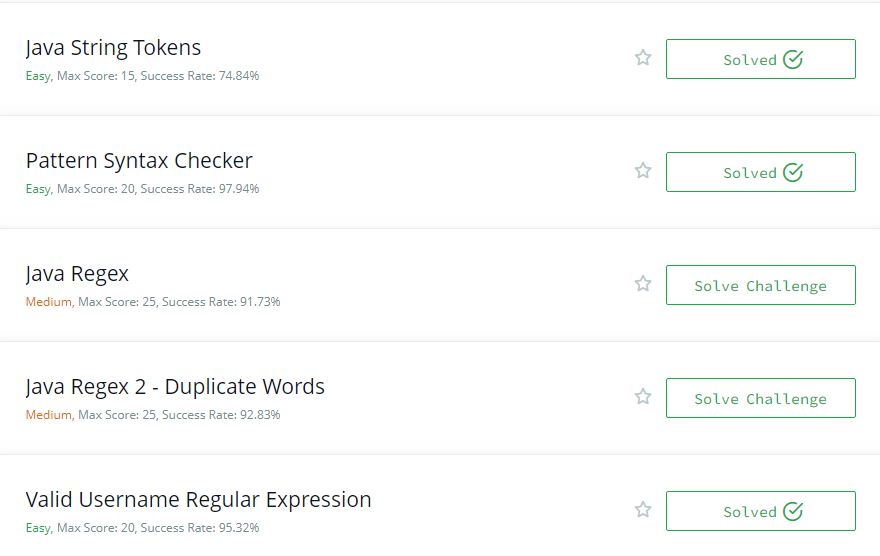 Java String Tokens
Easy, Max Score: 15, Success Rate: 74.84%
Solved
Pattern Syntax Checker
Easy, Max Score: 20, Success Rate: 97.94%
Solved
Java Regex
Medium, Max Score: 25, Success Rate: 91.73%
Solve Challenge
Java Regex 2 - Duplicate Words
Medium, Max Score: 25, Success Rate: 92.83%
Solve Challenge
Valid Username Regular Expression
Easy, Max Score: 20, Success Rate: 95.32%
Solved